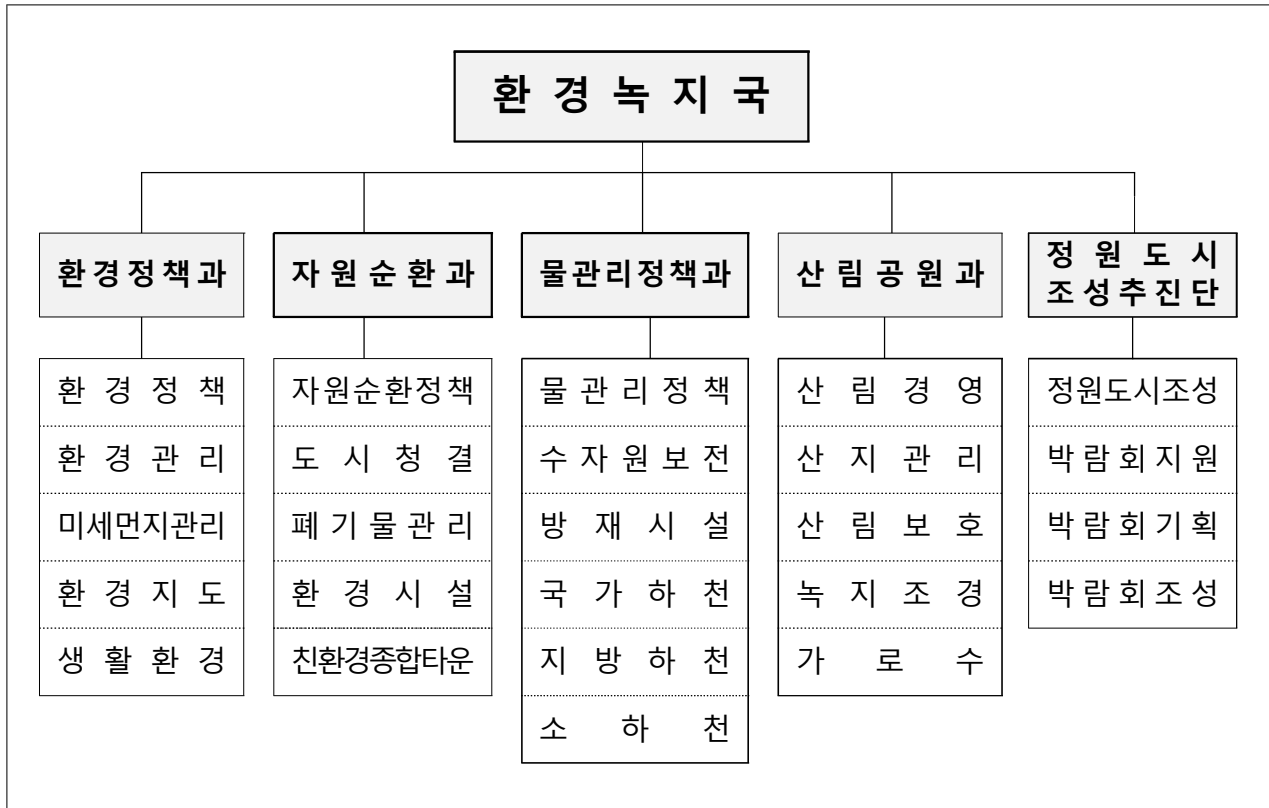 환경녹지국
환경정책과
자원순환과
물관리정책과
산림공원과
정원도시
조성추진단
환경정책
환경관리
미세먼지관리
환경지도
생활환경
자원순환정책
도시청결
폐기물관리
환경시설
친환경종합타운
물관리정책
수자원보전
방재시설
국가하천
지방하천
소하천
산림경영
산지관리
산림보호
녹지조경
가로수
정원도시조성
박람회지원
박람회기획
박람회조성